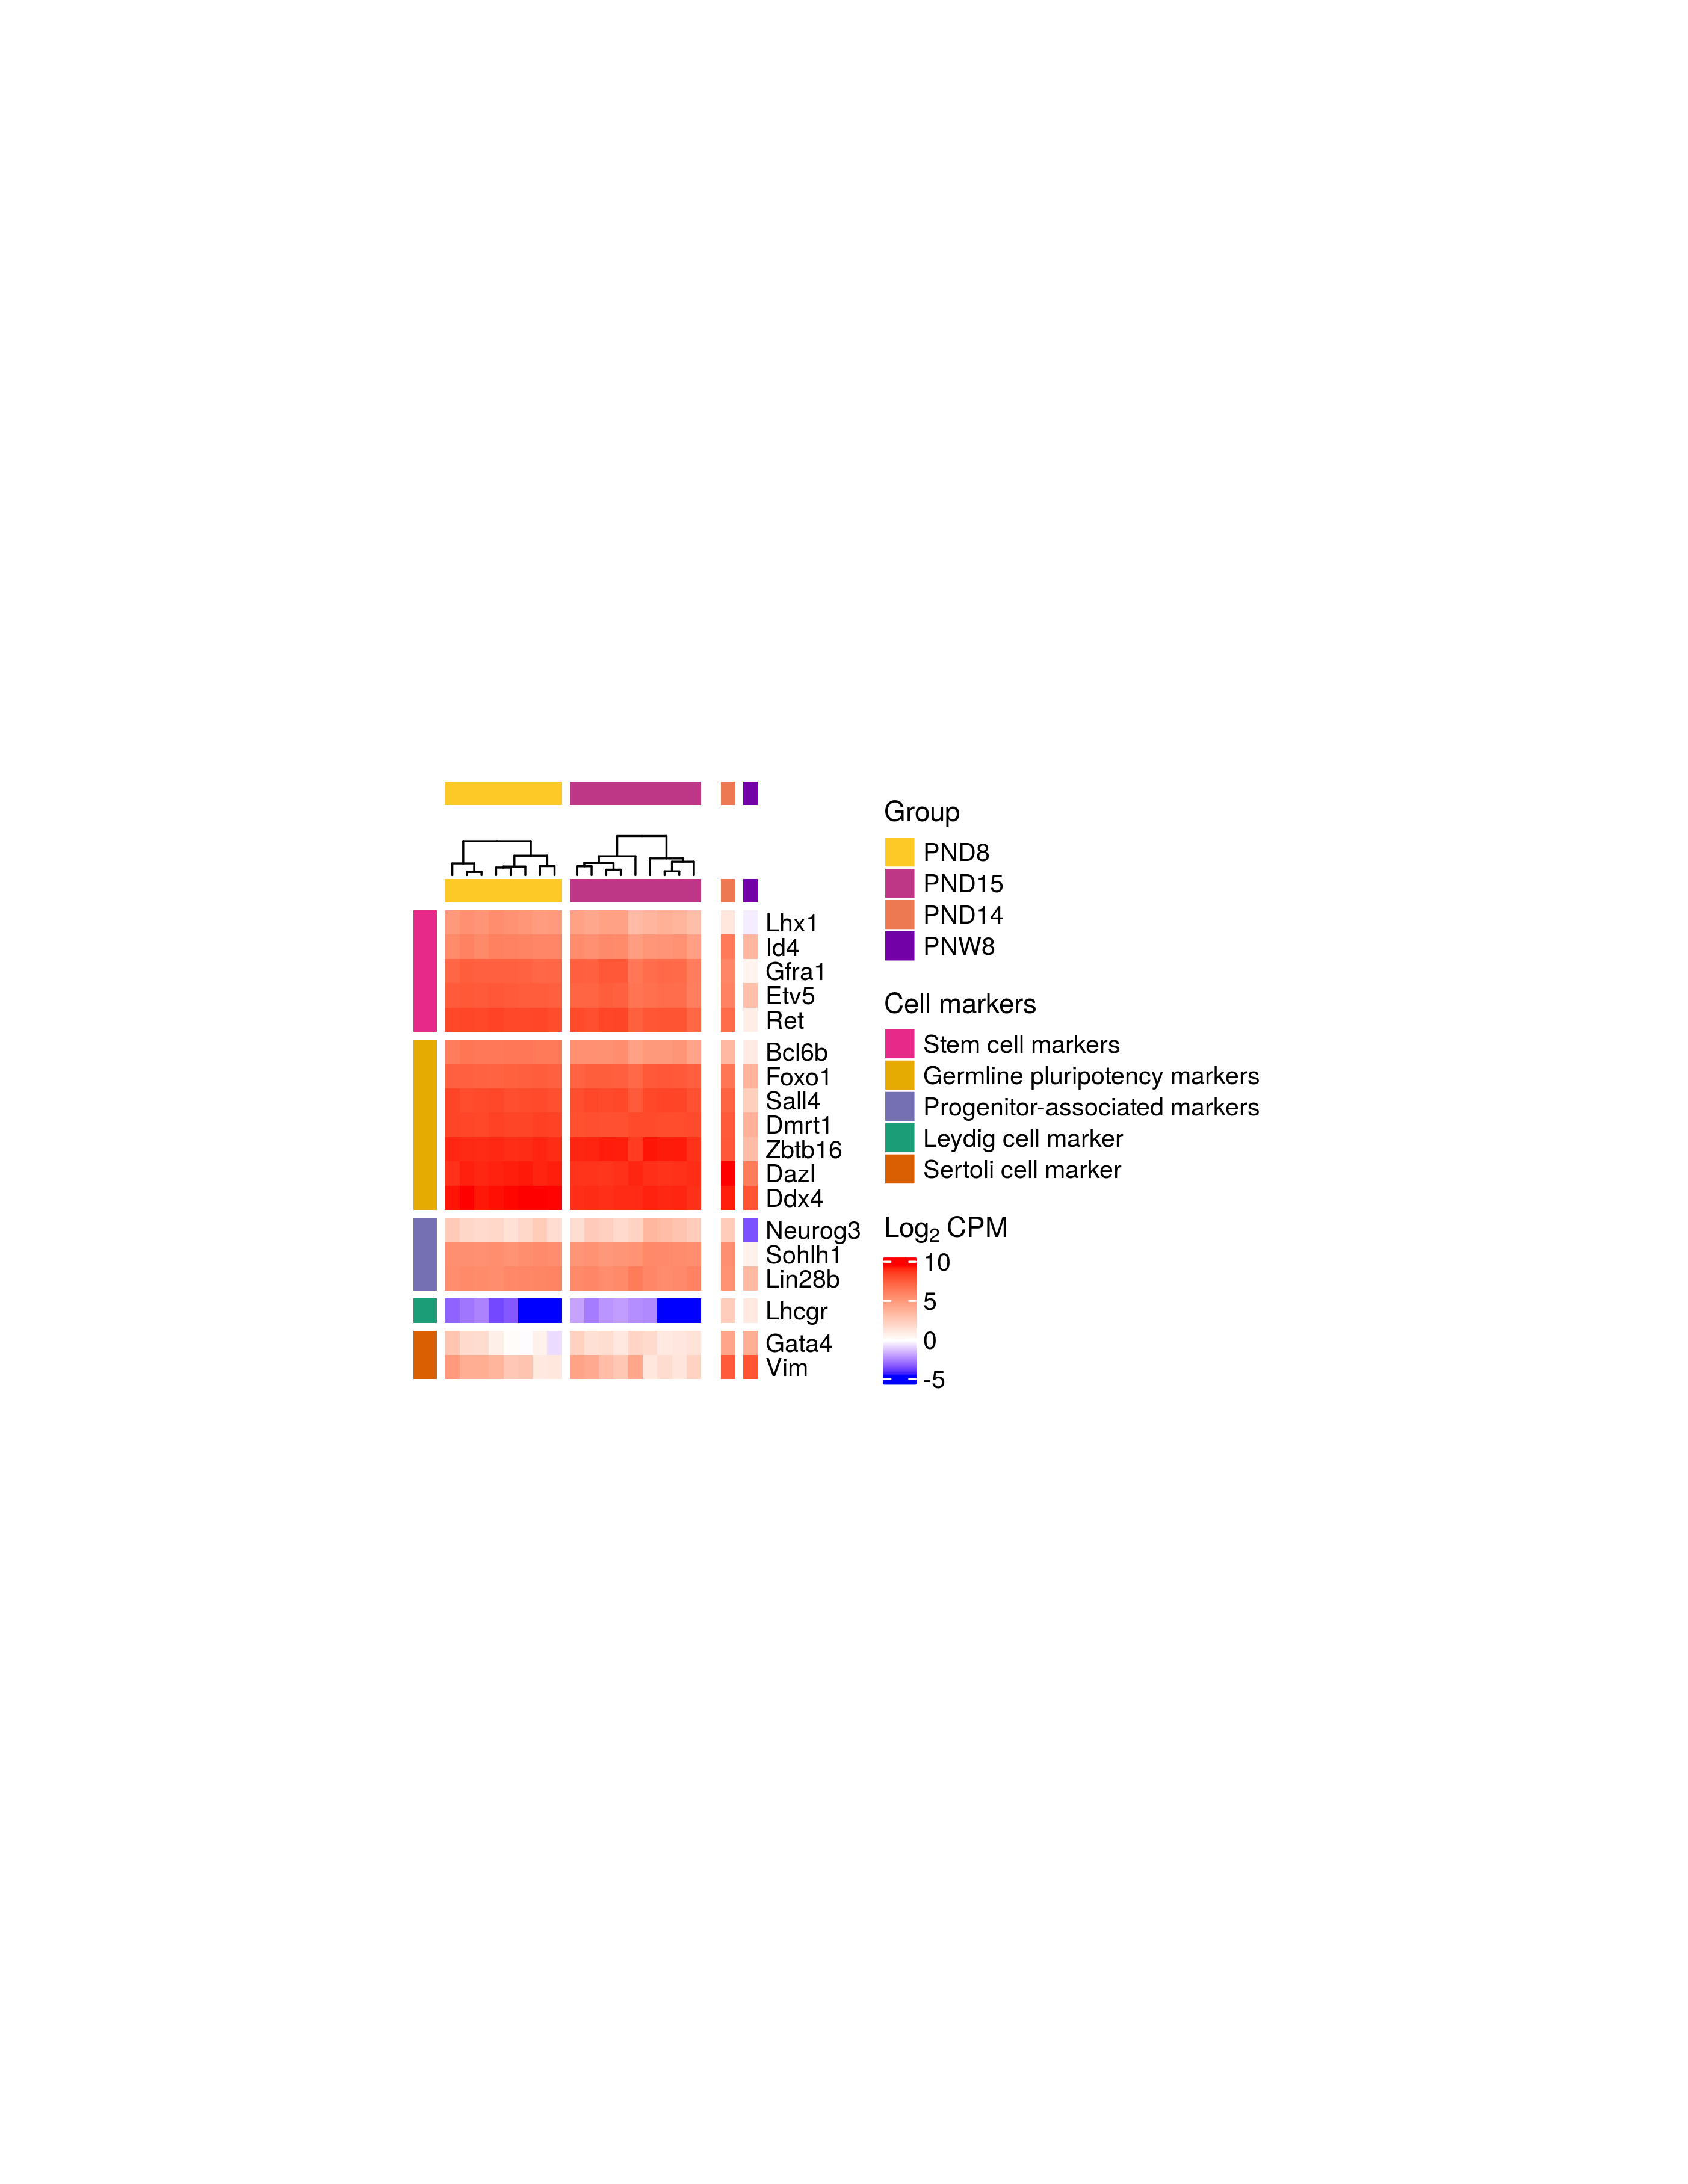 Group
PND8
PND15
PND14
PNW8
Lhx1
Id4
Gfra1
Etv5
Ret
Bcl6b
Foxo1
Sall4
Dmrt1
Zbtb16
Dazl
Ddx4
Neurog3
Sohlh1
Lin28b
Lhcgr
Gata4
Vim
Cell markers
Stem cell markers
Germline pluripotency markers
Progenitor-associated markers
Leydig cell marker
Sertoli cell marker
Log₂ CPM
10
5
0
-5